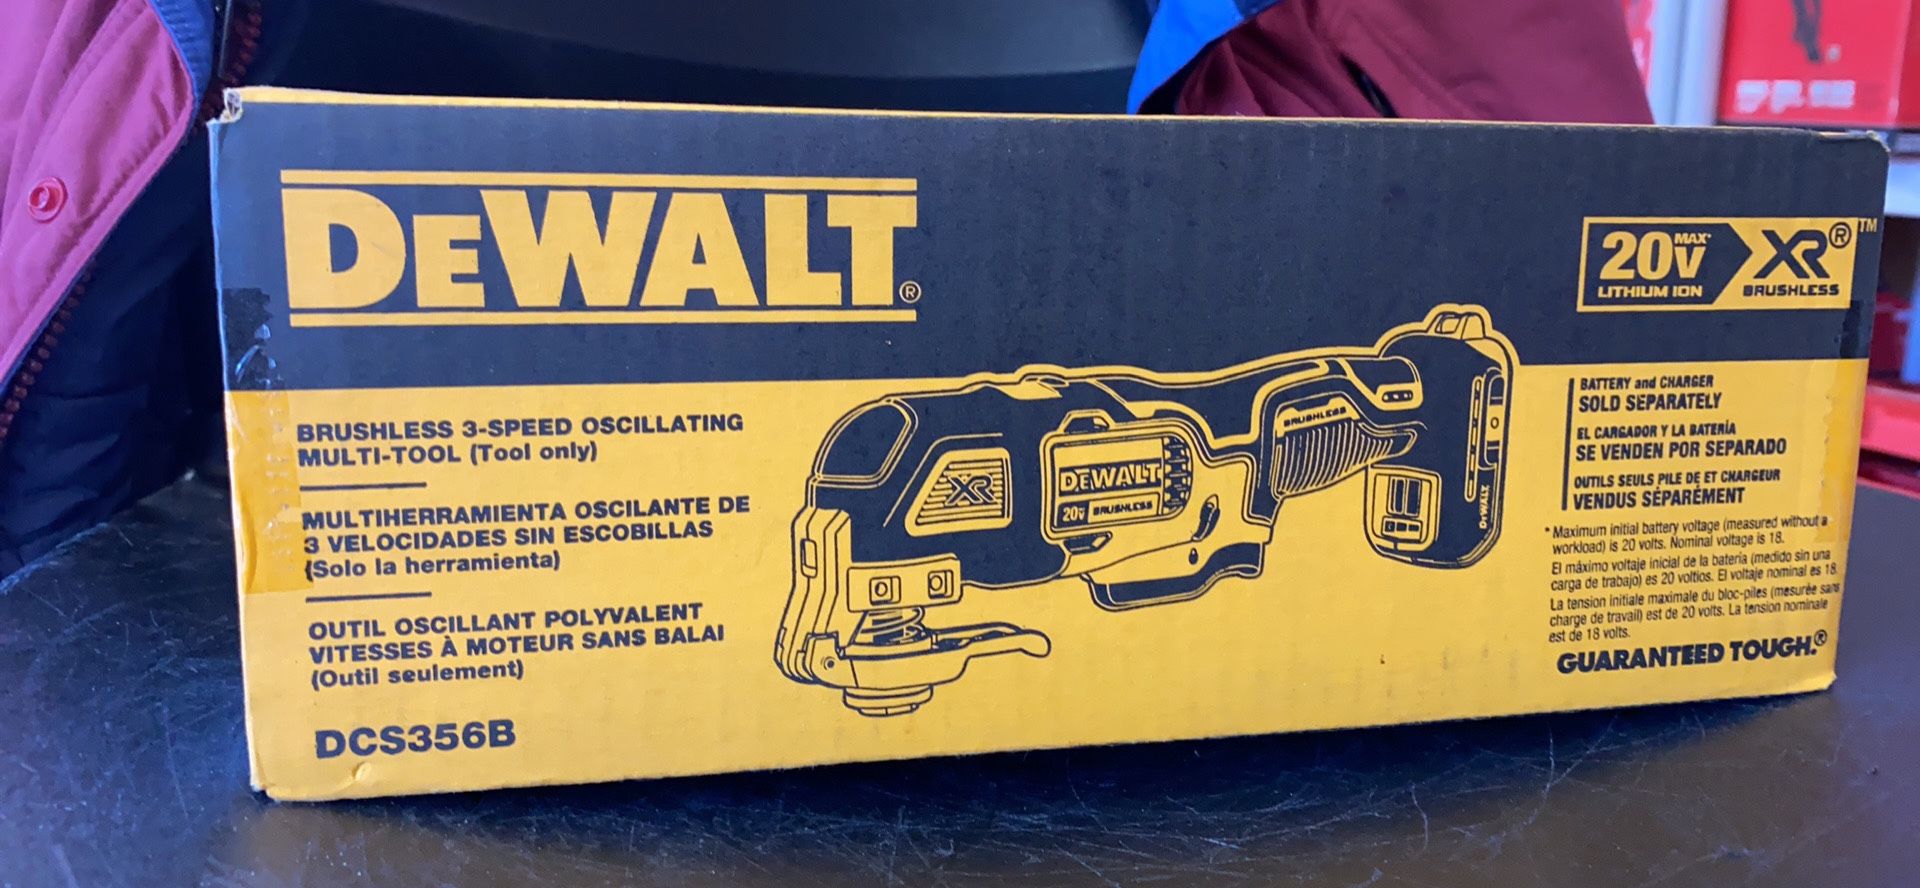 DEWALT®
20V MAX* XR® ™
LITHIUM ION BRUSHLESS
BRUSHLESS 3-SPEED OSCILLATING
MULTI-TOOL (Tool only)
MULTIHERRAMIENTA OSCILANTE DE
3 VELOCIDADES SIN ESCOBILLAS
(Solo la herramienta)
OUTIL OSCILLANT POLYVALENT
VITESSES À MOTEUR SANS BALAI
(Outil seulement)
DCS356B
XR
DEWALT
20V BRUSHLESS
BRUSHLESS
DEWALT
BATTERY and CHARGER
SOLD SEPARATELY
EL CARGADOR Y LA BATERÍA
SE VENDEN POR SEPARADO
OUTILS SEULS PILE DE ET CHARGEUR
VENDUS SÉPARÉMENT
* Maximum initial battery voltage (measured without a
workload) is 20 volts. Nominal voltage is 18.
El máximo voltaje inicial de la batería (medido sin una
carga de trabajo) es 20 voltios. El voltaje nominal es 18.
La tension initiale maximale du bloc-piles (mesurée sans
charge de travail) est de 20 volts. La tension nominale
est de 18 volts.
GUARANTEED TOUGH.®